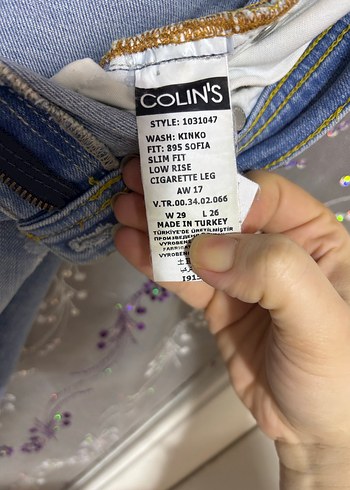 COLIN'S
STYLE: 1031047
WASH: KINKO
FIT: 895 SOFIA
SLIM FIT
LOW RISE
CIGARETTE LEG
AW 17
V.TR.00.34.02.066
W 29 L 26
MADE IN TURKEY
TÜRKİYE'DE ÜRETİLMİŞTİR